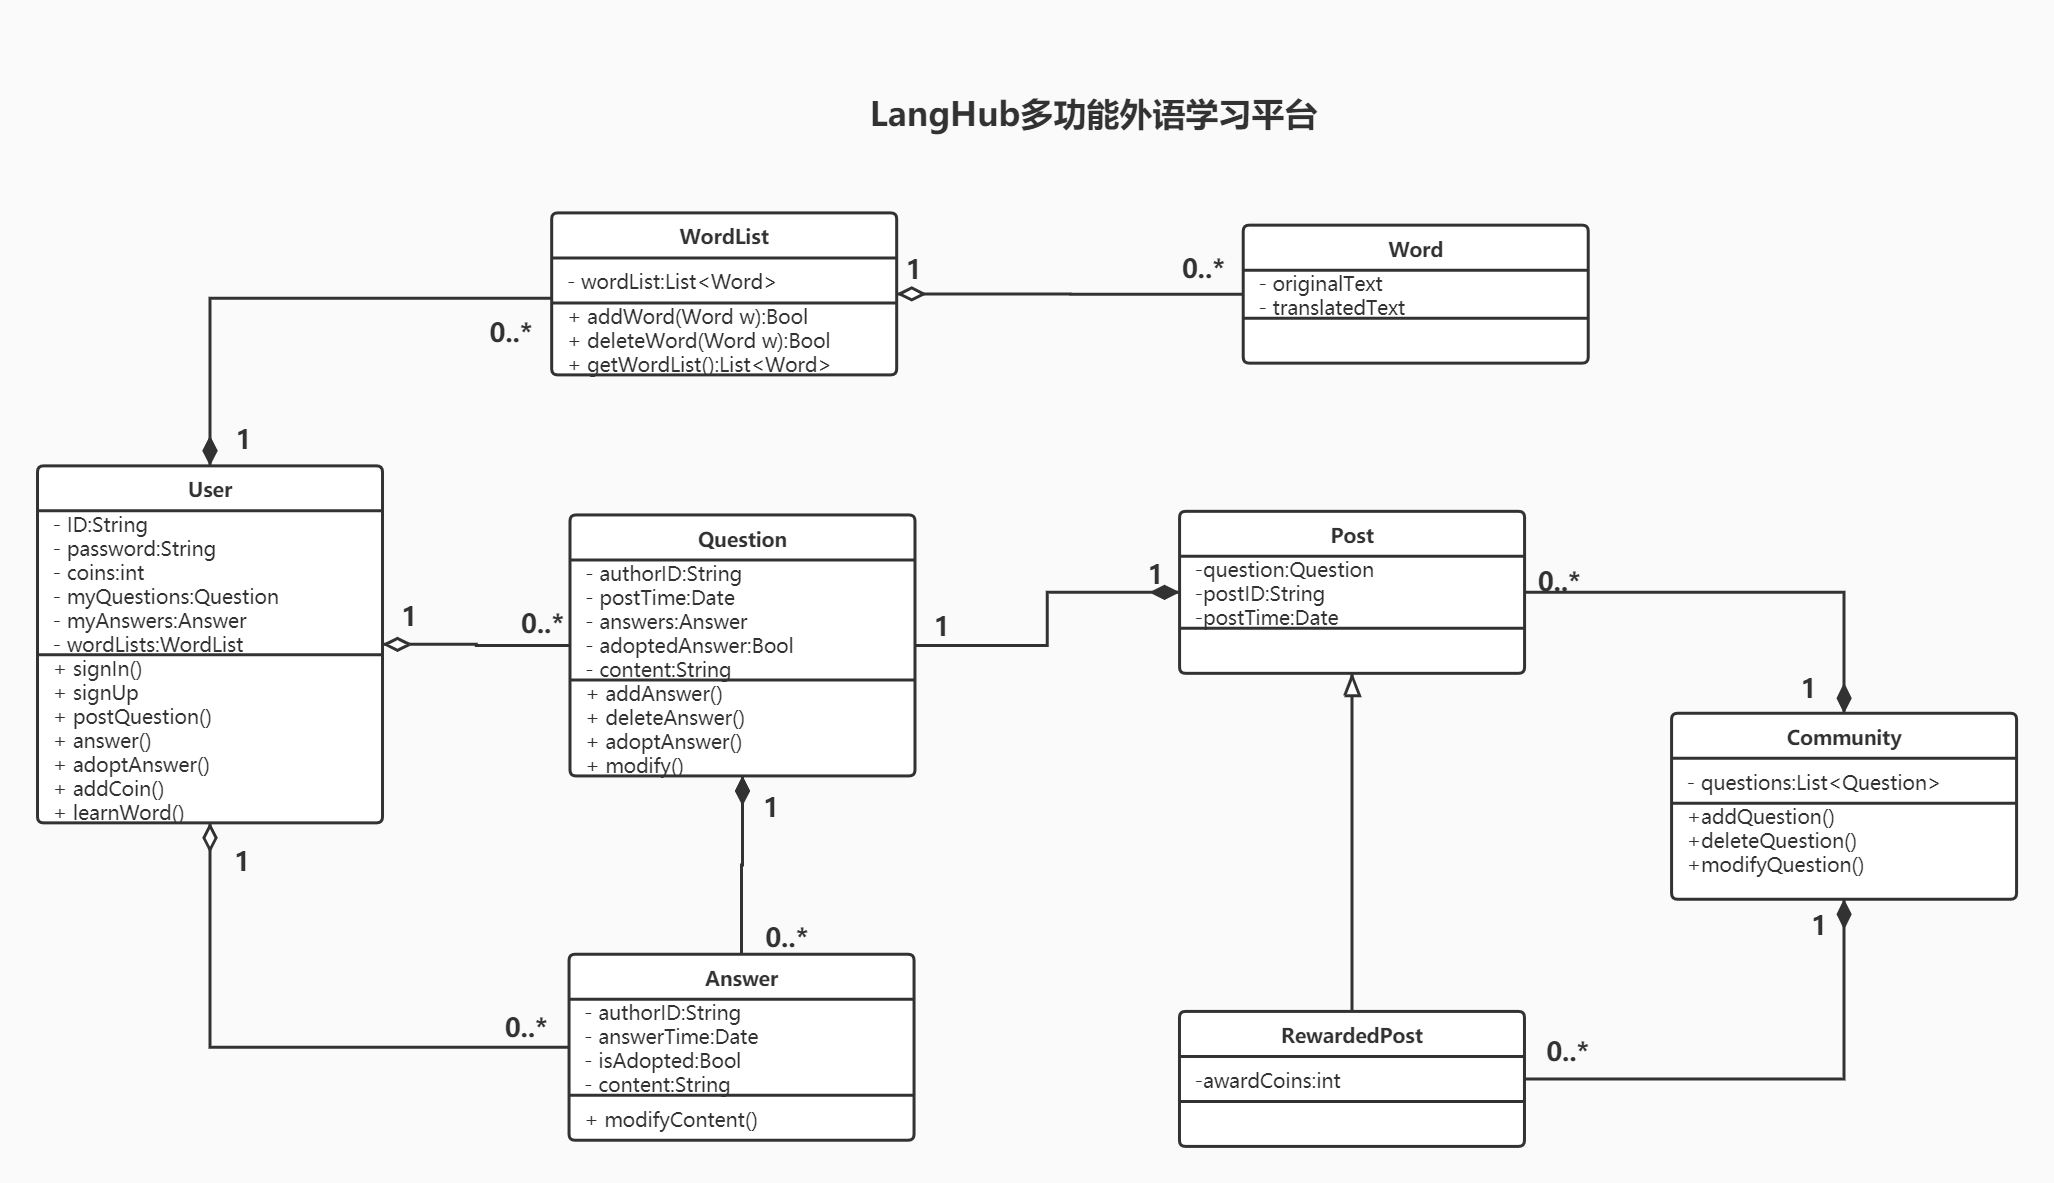 LangHub多功能外语学习平台
WordList
- wordList:List<Word>
+ addWord(Word w):Bool
+ deleteWord(Word w):Bool
+ getWordList():List<Word>
1
0..*
Word
- originalText
- translatedText
0..*
1
User
- ID:String
- password:String
- coins:int
- myQuestions:Question
- myAnswers:Answer
- wordLists:WordList
+ signIn()
+ signUp
+ postQuestion()
+ answer()
+ adoptAnswer()
+ addCoin()
+ learnWord()
1
0..*
Question
- authorID:String
- postTime:Date
- answers:Answer
- adoptedAnswer:Bool
- content:String
+ addAnswer()
+ deleteAnswer()
+ adoptAnswer()
+ modify()
1
1
Post
-question:Question
-postID:String
-postTime:Date
0..*
1
Community
- questions:List<Question>
+addQuestion()
+deleteQuestion()
+modifyQuestion()
1
1
1
0..*
0..*
Answer
- authorID:String
- answerTime:Date
- isAdopted:Bool
- content:String
+ modifyContent()
RewardedPost
-awardCoins:int
0..*